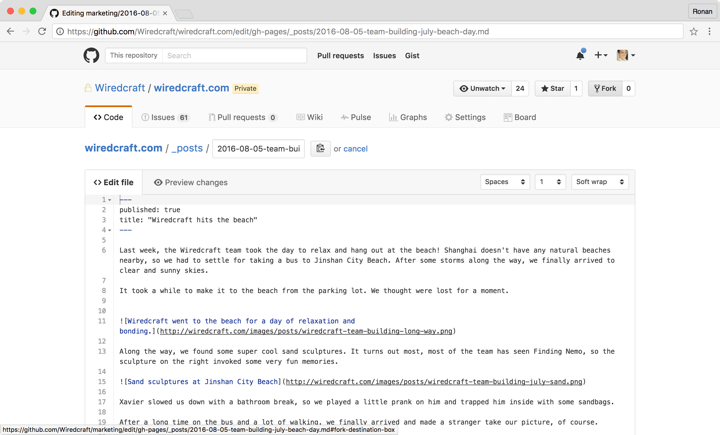 Editing marketing/2016-08-05
Ronan
https://github.com/Wiredcraft/wiredcraft.com/edit/gh-pages/_posts/2016-08-05-team-building-july-beach-day.md
This repository Search Pull requests Issues Gist
Wiredcraft / wiredcraft.com Private Unwatch 24 Star 1 Fork 0
Code Issues 61 Pull requests 0 Wiki Pulse Graphs Settings Board
wiredcraft.com / _posts / 2016-08-05-team-bui or cancel
Edit file Preview changes Spaces 1 Soft wrap
1 ---
2 published: true
3 title: "Wiredcraft hits the beach"
4 ---
5
6 Last week, the Wiredcraft team took the day to relax and hang out at the beach! Shanghai doesn't have any natural beaches
nearby, so we had to settle for taking a bus to Jinshan City Beach. After some storms along the way, we finally arrived to
clear and sunny skies.
7
8 It took a while to make it to the beach from the parking lot. We thought were lost for a moment.
9
10
11 ![Wiredcraft went to the beach for a day of relaxation and
bonding.](http://wiredcraft.com/images/posts/wiredcraft-team-building-long-way.png)
12
13 Along the way, we found some super cool sand sculptures. It turns out most, most of the team has seen Finding Nemo, so the
sculpture on the right invoked some very fun memories.
14
15 ![Sand sculptures at Jinshan City Beach](http://wiredcraft.com/images/posts/wiredcraft-team-building-july-sand.png)
16
17 Xavier slowed us down with a bathroom break, so we played a little prank on him and trapped him inside with some sandbags.
18
19 After a long time on the bus and a lot of walking, we finally arrived and made a stranger take our picture, of course.
https://github.com/Wiredcraft/marketing/edit/gh-pages/_posts/2016-08-05-team-building-july-beach-day.md#fork-destination-box